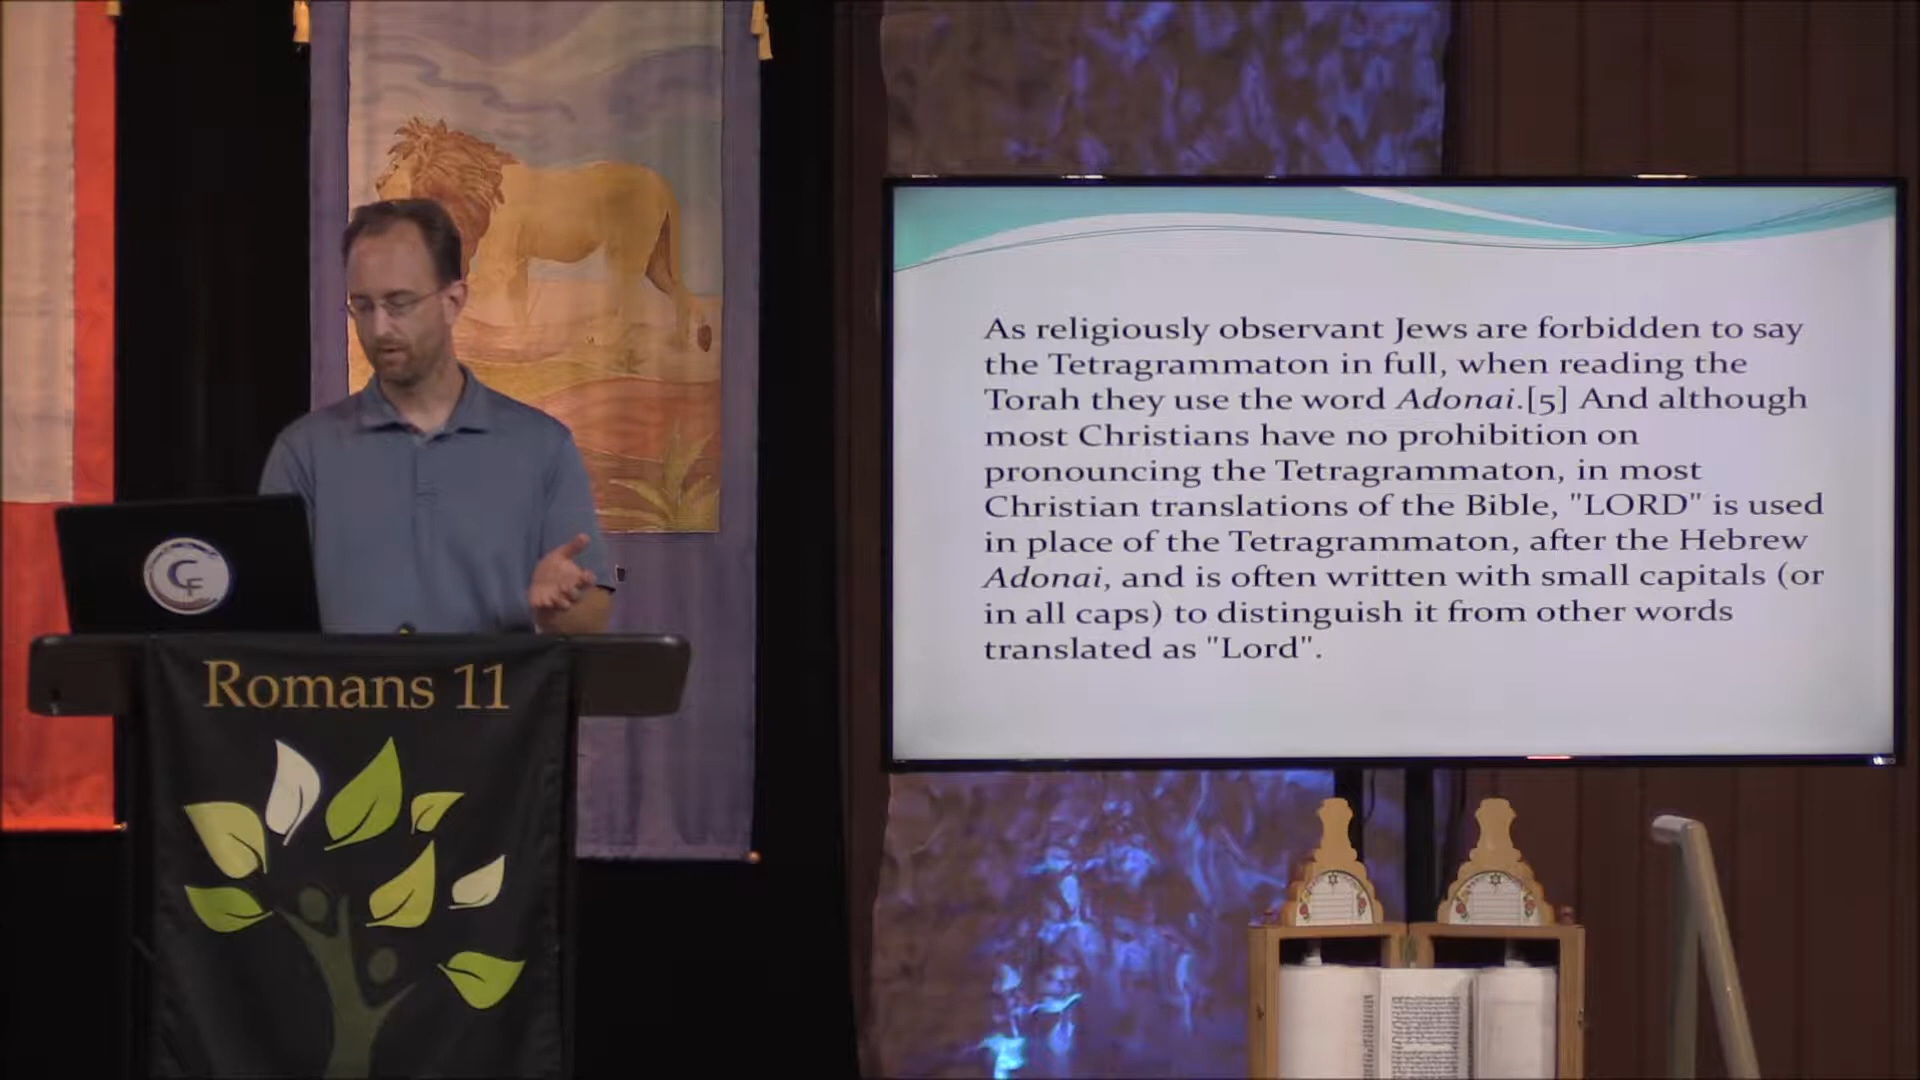 As religiously observant Jews are forbidden to say
the Tetragrammaton in full, when reading the
Torah they use the word Adonai.[5] And although
most Christians have no prohibition on
pronouncing the Tetragrammaton, in most
Christian translations of the Bible, "LORD" is used
in place of the Tetragrammaton, after the Hebrew
Adonai, and is often written with small capitals (or
in all caps) to distinguish it from other words
translated as "Lord".
CF
Romans 11